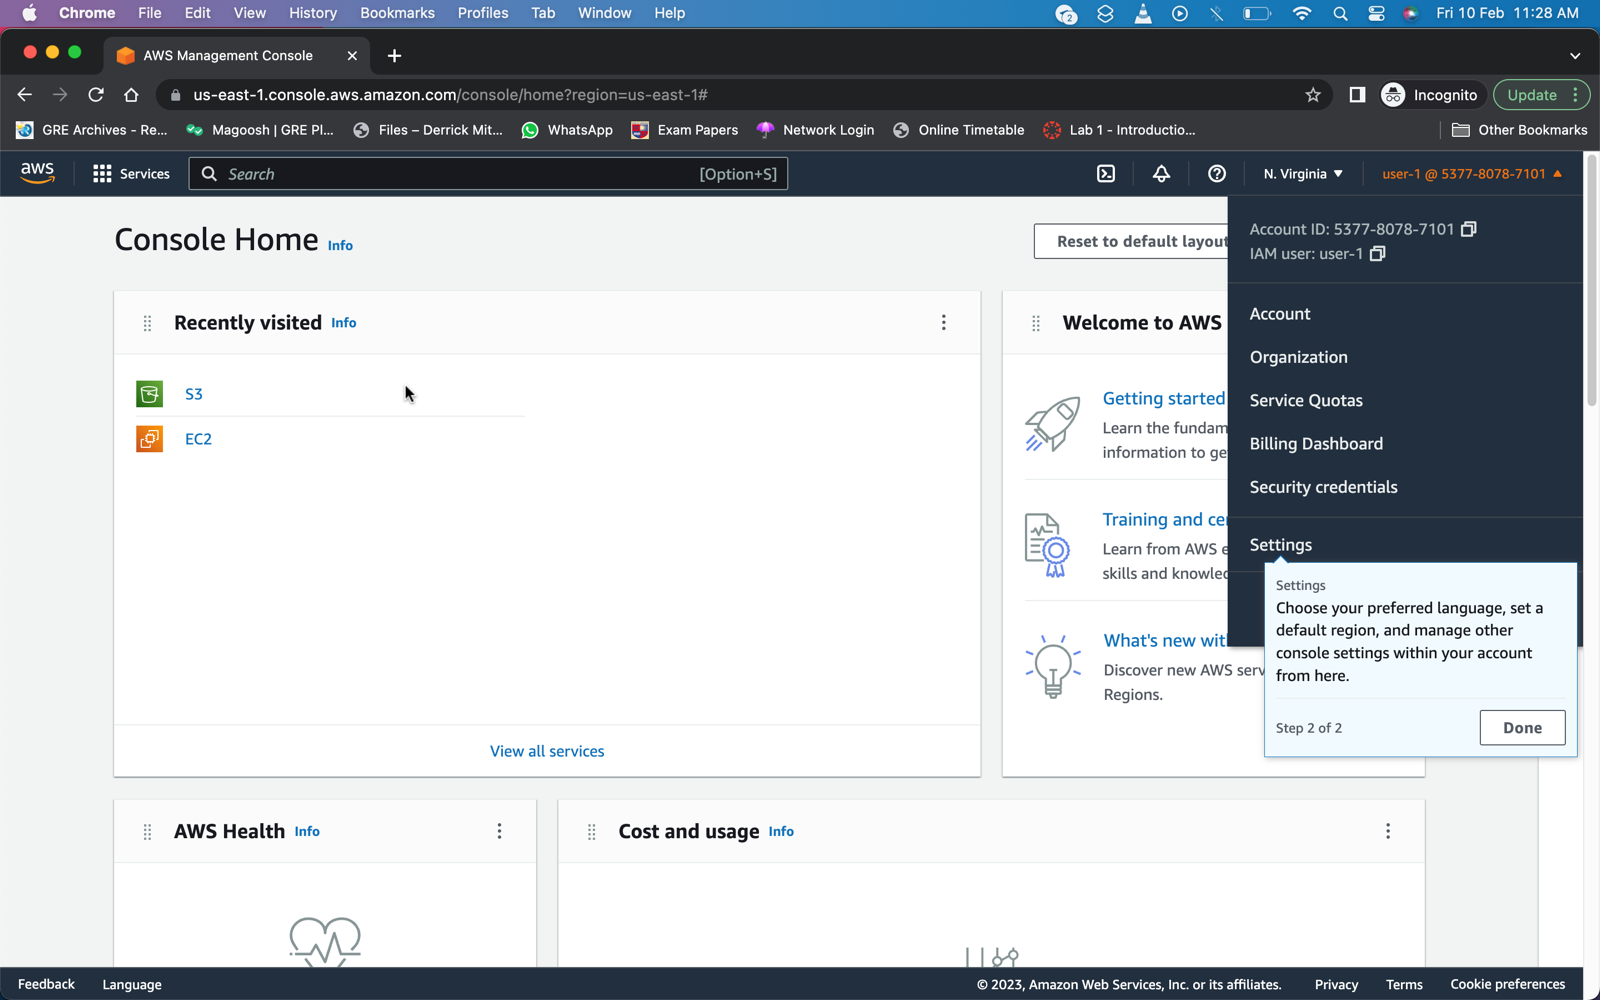 Chrome File Edit View History Bookmarks Profiles Tab Window Help
2
Fri 10 Feb 11:28 AM
AWS Management Console
us-east-1.console.aws.amazon.com/console/home?region=us-east-1#
Incognito
Update
GRE Archives - Re...
Magoosh | GRE Pl...
Files – Derrick Mit...
WhatsApp
Exam Papers
Network Login
Online Timetable
Lab 1 - Introductio...
Other Bookmarks
aws
Services
Search
[Option+S]
N. Virginia
user-1 @ 5377-8078-7101
Console Home Info
Reset to default layout
Account ID: 5377-8078-7101
IAM user: user-1
Account
Organization
Service Quotas
Billing Dashboard
Security credentials
Settings
Settings
Choose your preferred language, set a
default region, and manage other
console settings within your account
from here.
Step 2 of 2
Done
Recently visited Info
S3
EC2
View all services
Welcome to AWS
Getting started
Learn the fundam
information to ge
Training and cer
Learn from AWS e
skills and knowled
What's new wit
Discover new AWS serv
Regions.
AWS Health Info
Cost and usage Info
Feedback
Language
© 2023, Amazon Web Services, Inc. or its affiliates.
Privacy
Terms
Cookie preferences